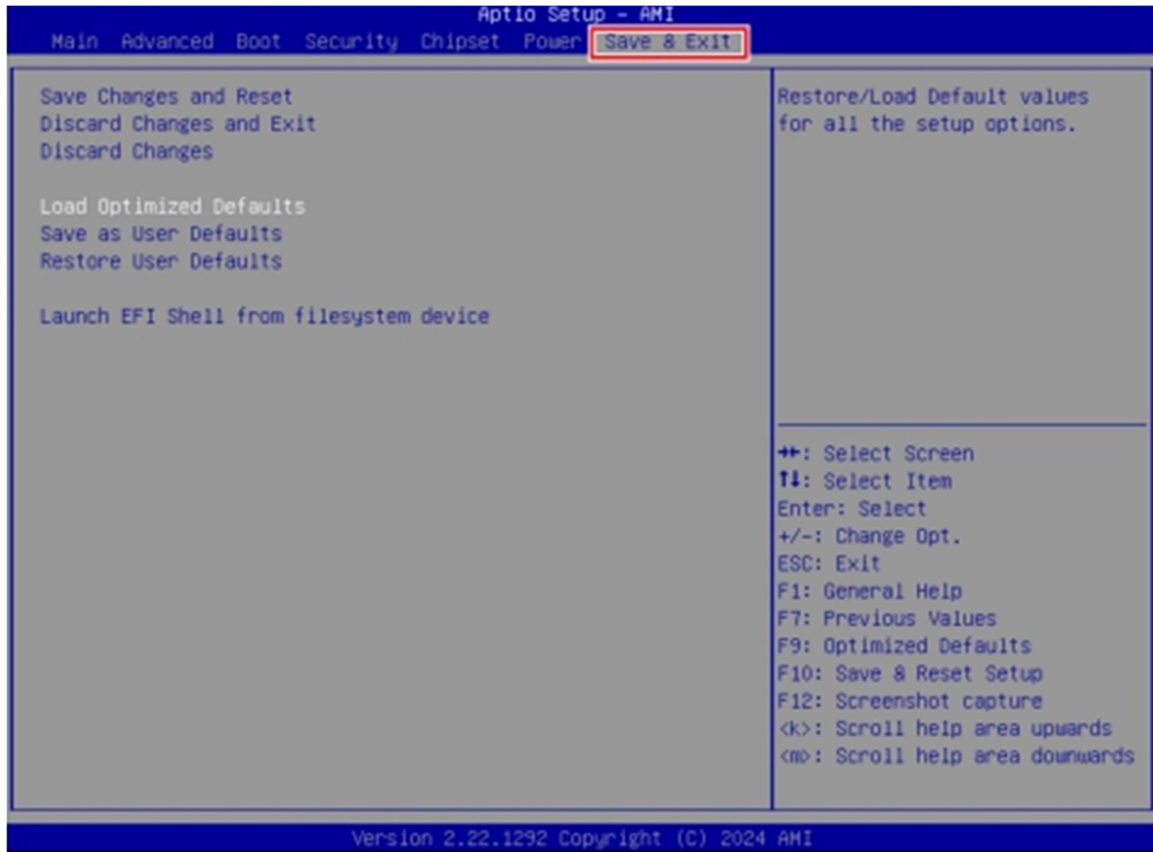 Aptio Setup - AMI
Main Advanced Boot Security Chipset Power Save & Exit
Save Changes and Reset
Discard Changes and Exit
Discard Changes
Load Optimized Defaults
Save as User Defaults
Restore User Defaults
Launch EFI Shell from filesystem device
Restore/Load Default values
for all the setup options.
→←: Select Screen
↑↓: Select Item
Enter: Select
+/-: Change Opt.
ESC: Exit
F1: General Help
F7: Previous Values
F9: Optimized Defaults
F10: Save & Reset Setup
F12: Screenshot capture
<k>: Scroll help area upwards
<m>: Scroll help area downwards
Version 2.22.1292 Copyright (C) 2024 AMI